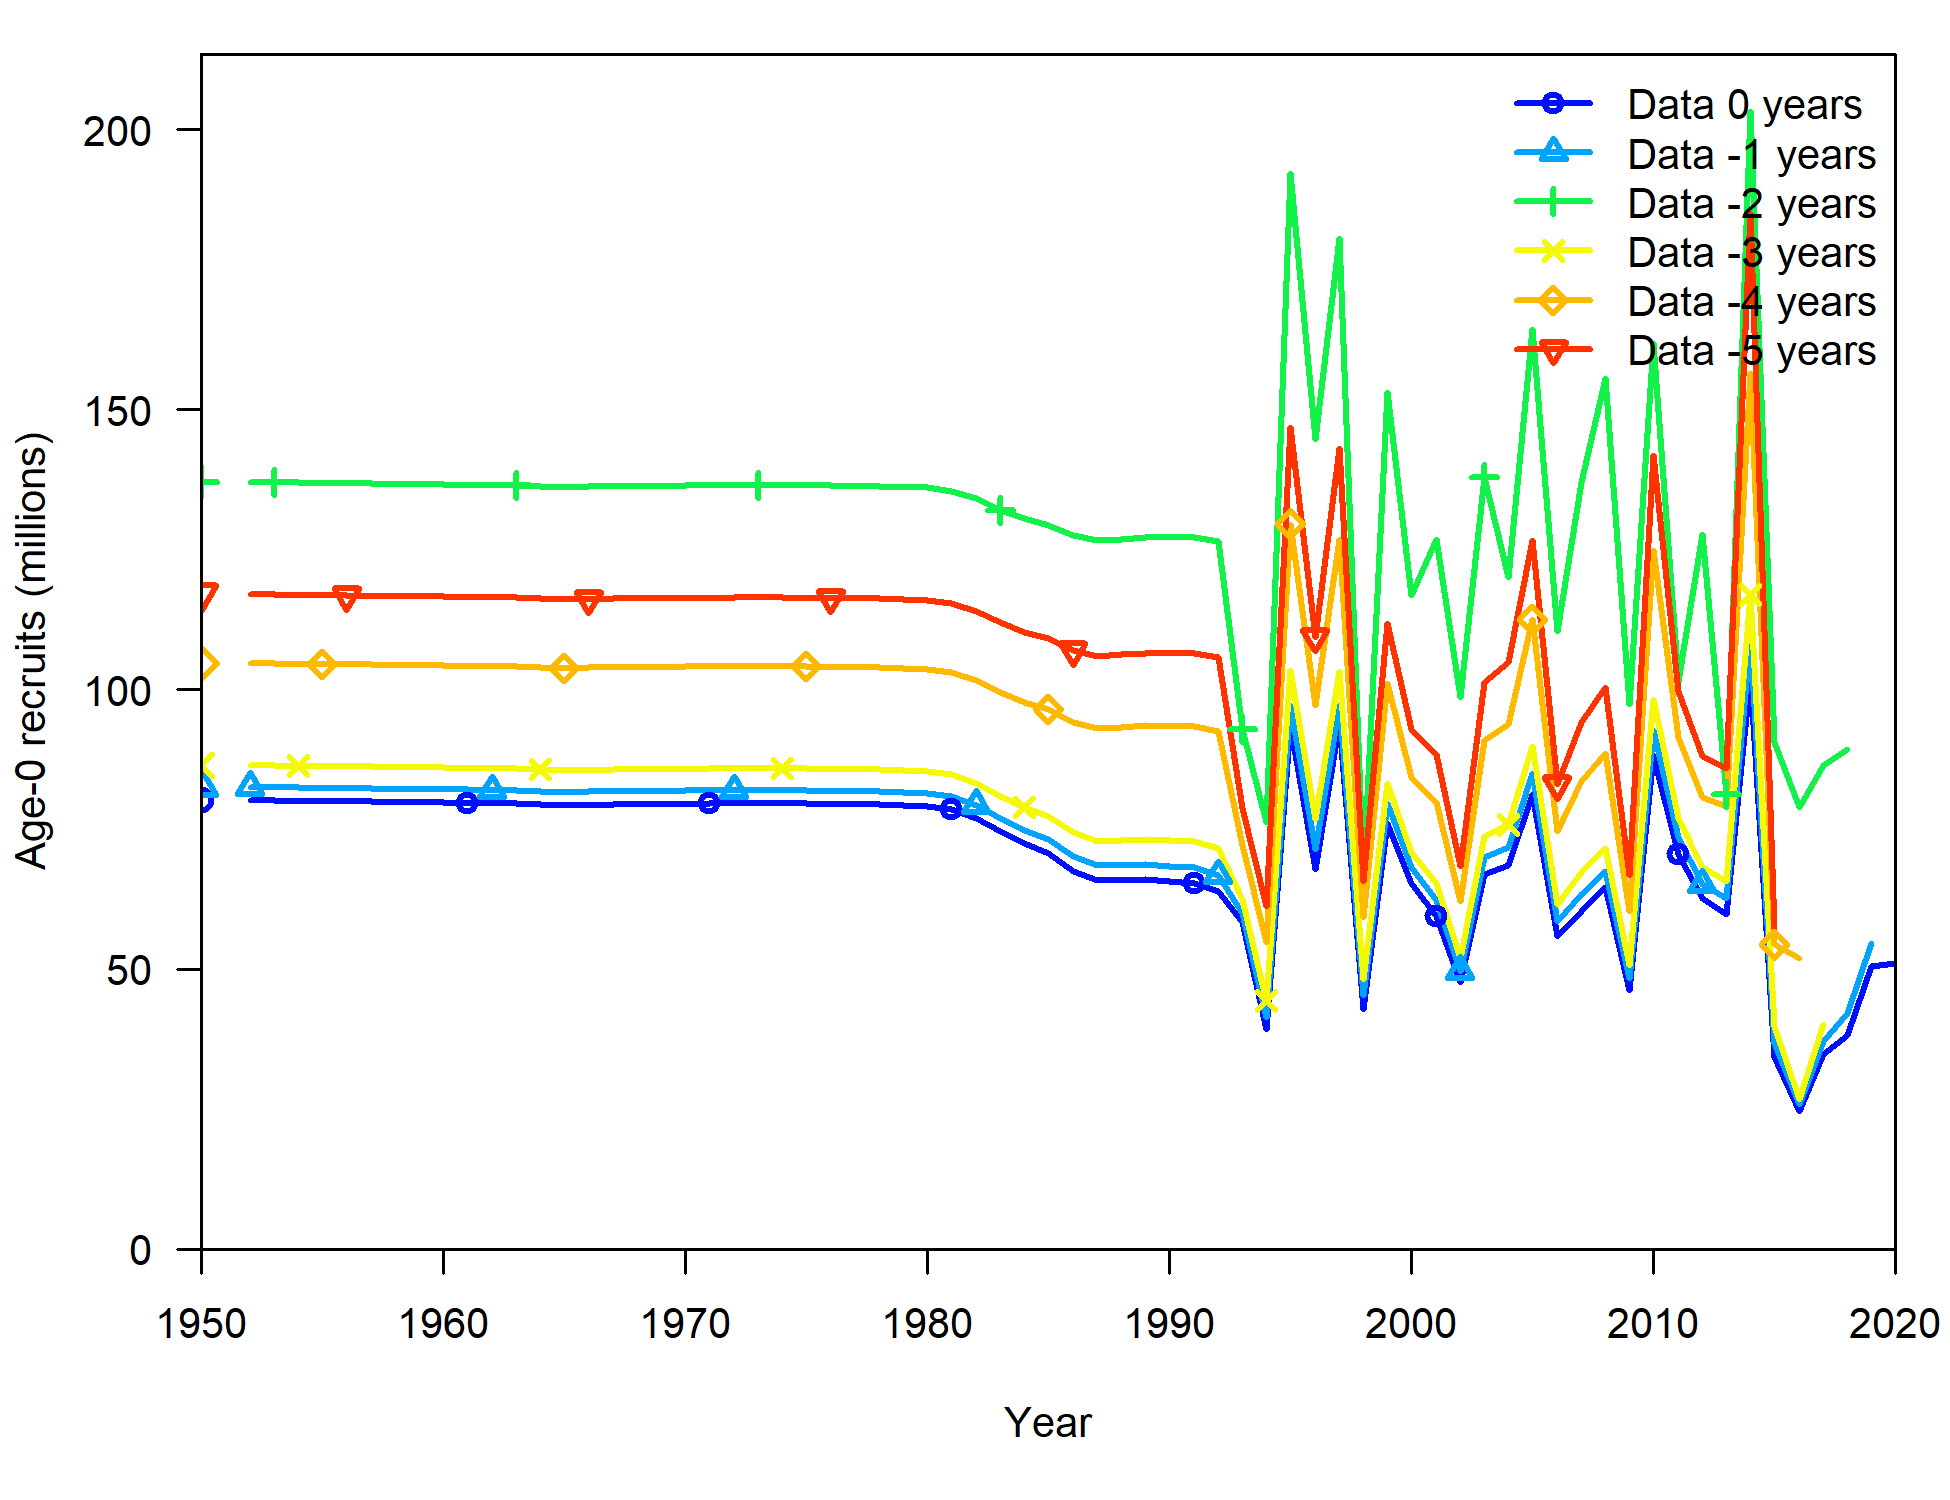 Data 0 years
Data -1 years
Data -2 years
Data -3 years
Data -4 years
Data -5 years
200
150
100
50
0
Age-0 recruits (millions)
1950 1960 1970 1980 1990 2000 2010 2020
Year